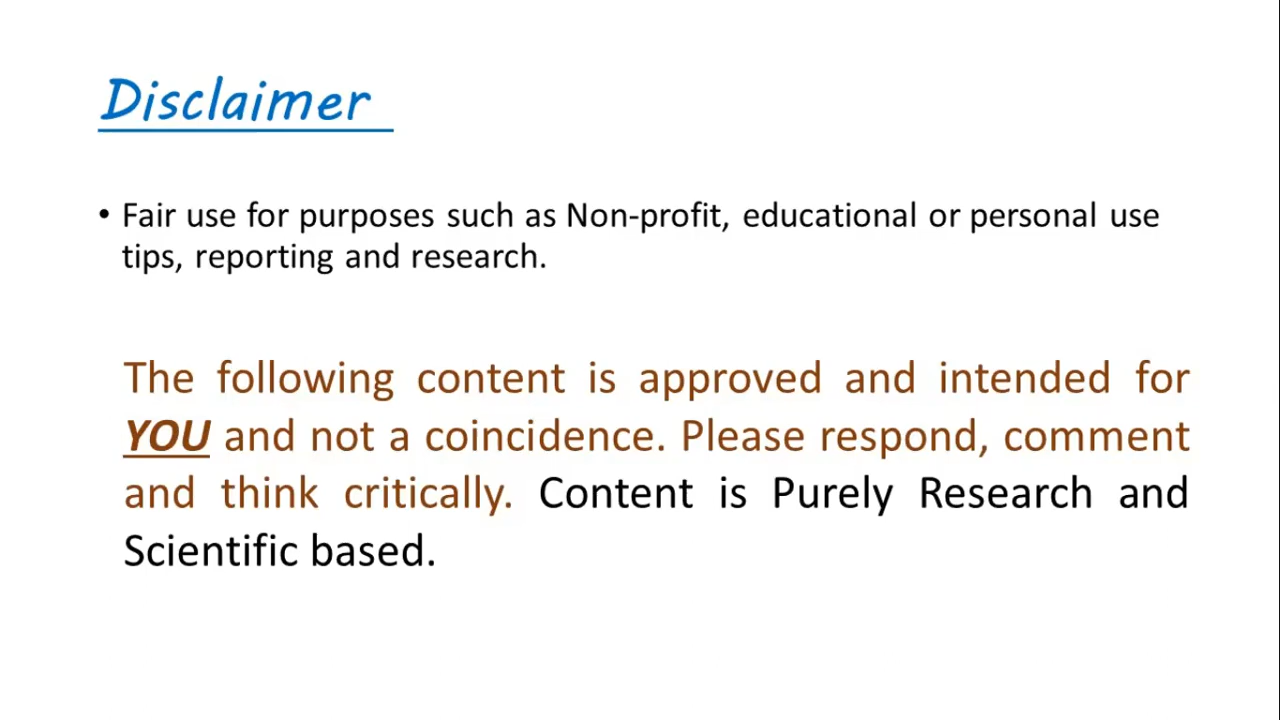 Disclaimer
• Fair use for purposes such as Non-profit, educational or personal use
tips, reporting and research.
The following content is approved and intended for
YOU and not a coincidence. Please respond, comment
and think critically. Content is Purely Research and
Scientific based.